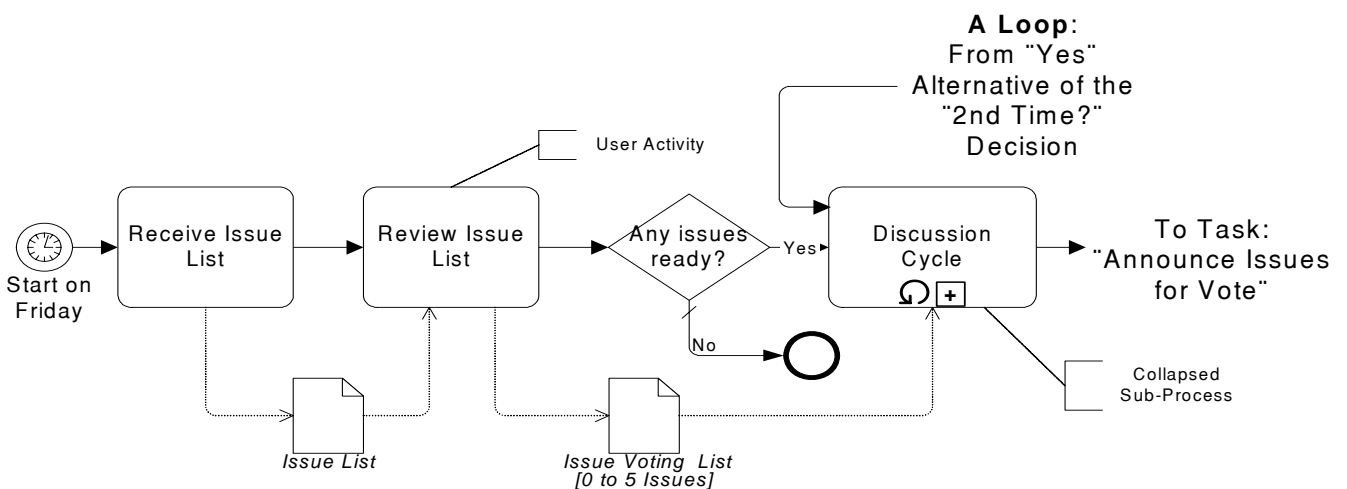 A Loop:
From ¨Yes¨
Alternative of the
¨2nd Time?¨
Decision
User Activity
Start on
Friday
Receive Issue
List
Review Issue
List
Any issues
ready?
Yes
No
Discussion
Cycle
+
To Task:
¨Announce Issues
for Vote¨
Collapsed
Sub-Process
Issue List
Issue Voting List
[0 to 5 Issues]